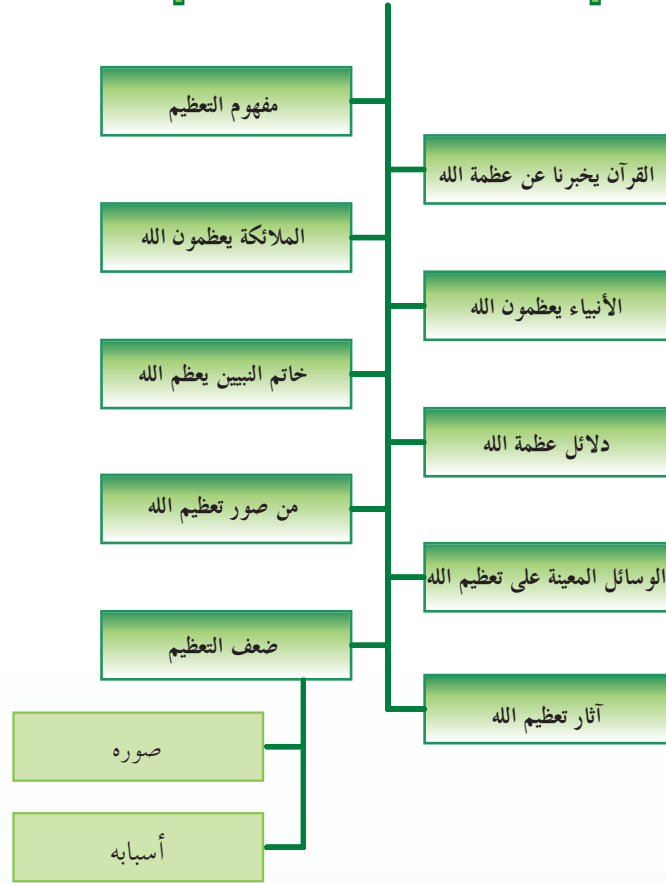 مفهوم التعظيم
القرآن يخبرنا عن عظمة الله
الملائكة يعظمون الله
الأنبياء يعظمون الله
خاتم النبيين يعظم الله
دلائل عظمة الله
من صور تعظيم الله
الوسائل المعينة على تعظيم الله
ضعف التعظيم
آثار تعظيم الله
صوره
أسبابه